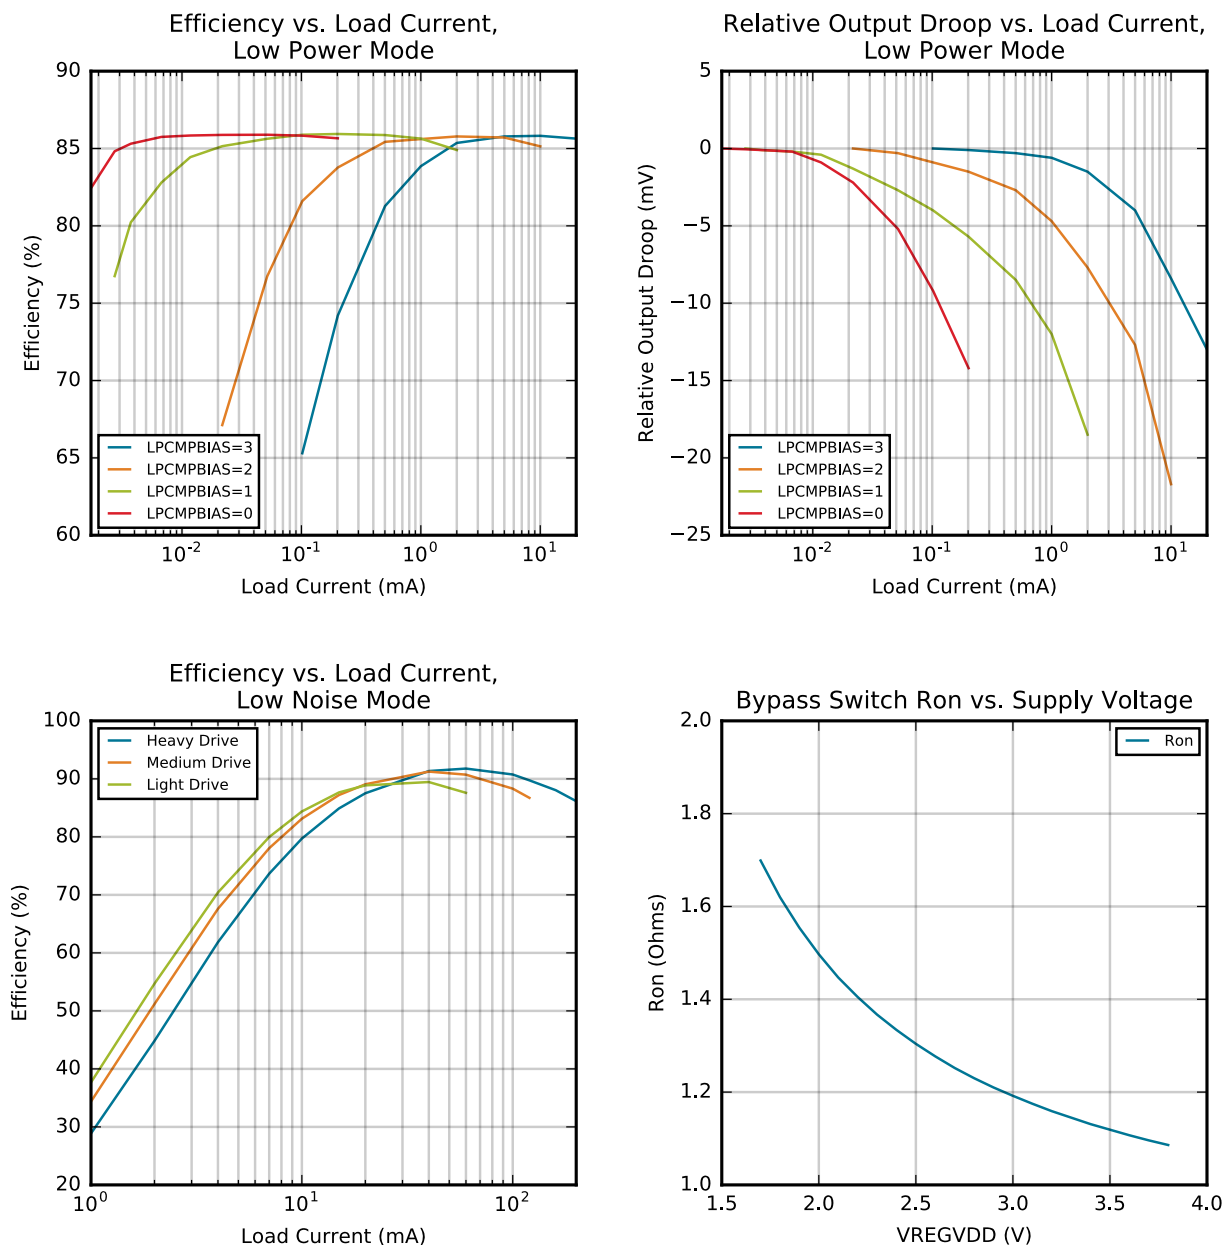 Efficiency vs. Load Current,
Low Power Mode
90
85
80
75
70
65
60
Efficiency (%)
LPCMPBIAS=3
LPCMPBIAS=2
LPCMPBIAS=1
LPCMPBIAS=0
10⁻²
10⁻¹
10⁰
10¹
Load Current (mA)
Relative Output Droop vs. Load Current,
Low Power Mode
5
0
−5
−10
−15
−20
−25
Relative Output Droop (mV)
LPCMPBIAS=3
LPCMPBIAS=2
LPCMPBIAS=1
LPCMPBIAS=0
10⁻²
10⁻¹
10⁰
10¹
Load Current (mA)
Efficiency vs. Load Current,
Low Noise Mode
100
90
80
70
60
50
40
30
20
Efficiency (%)
Heavy Drive
Medium Drive
Light Drive
10⁰
10¹
10²
Load Current (mA)
Bypass Switch Ron vs. Supply Voltage
2.0
1.8
1.6
1.4
1.2
1.0
Ron (Ohms)
Ron
1.5
2.0
2.5
3.0
3.5
4.0
VREGVDD (V)